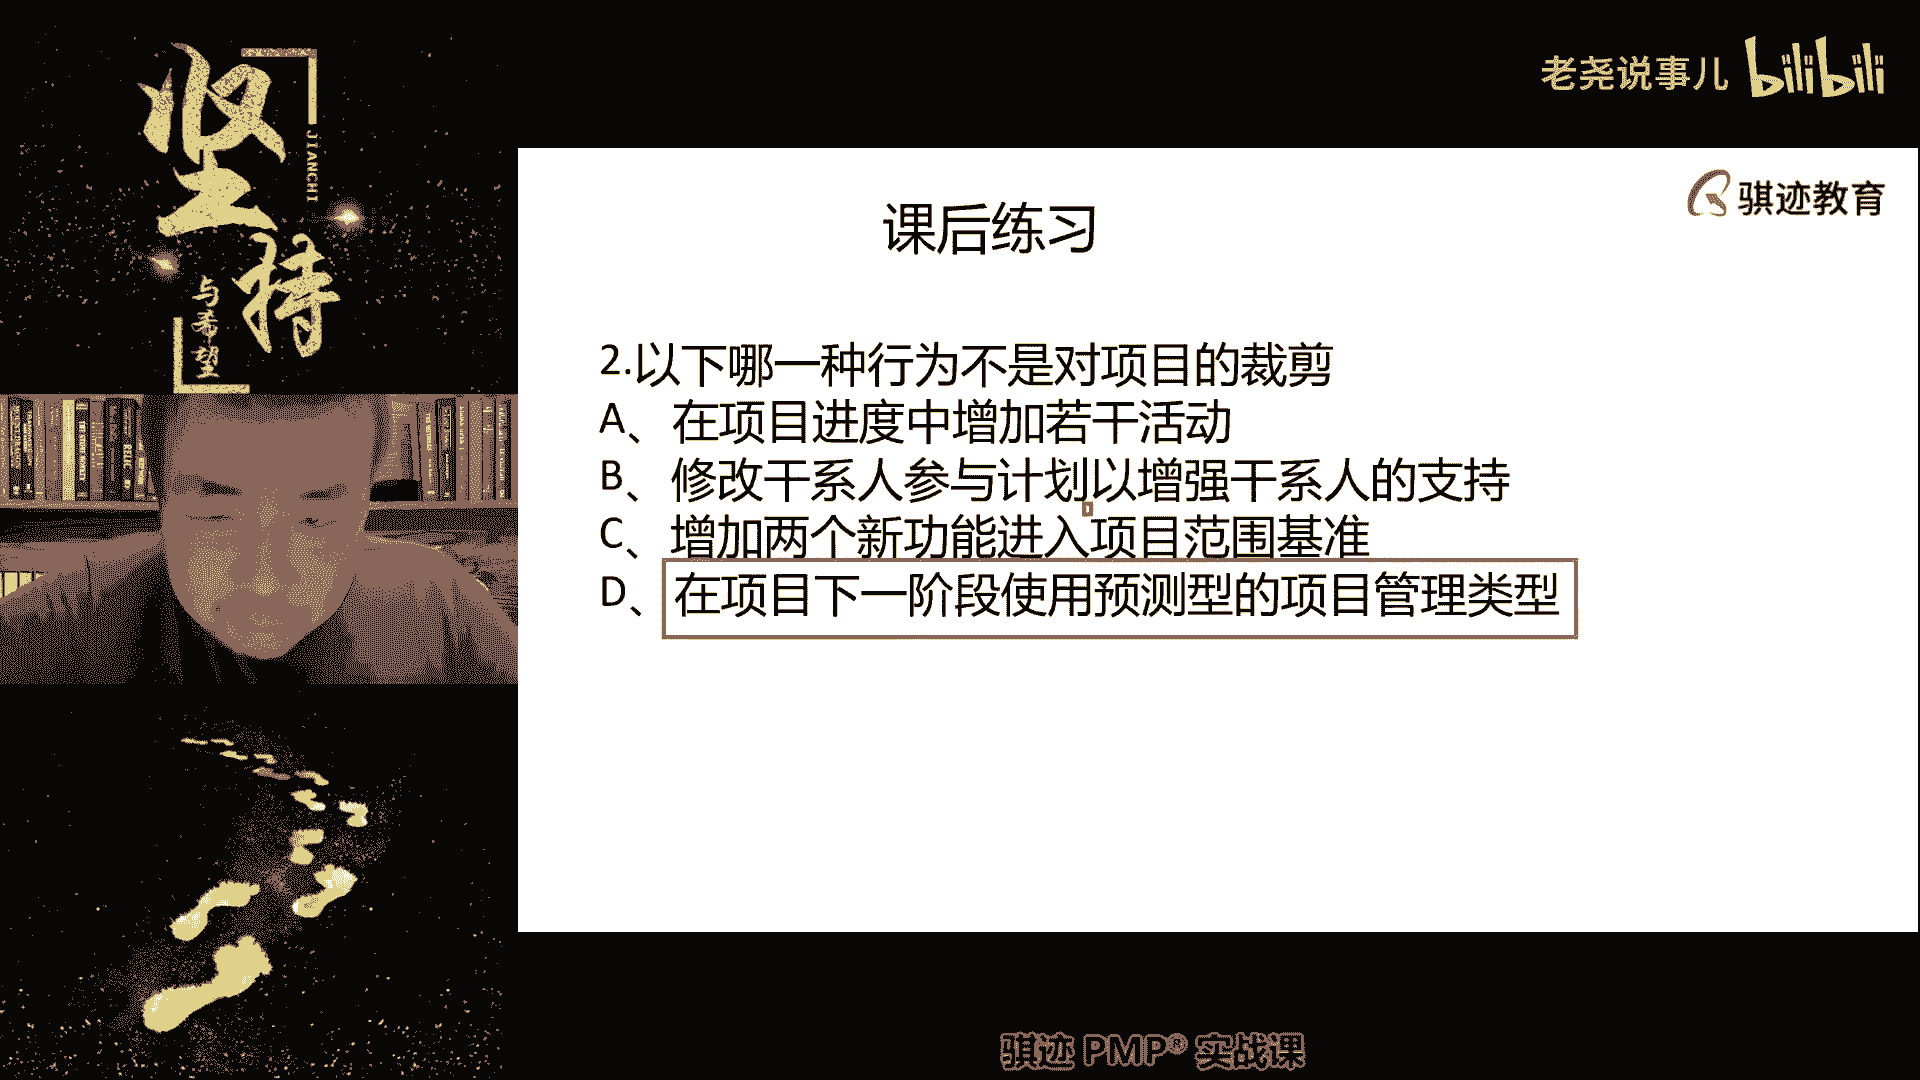 坚持
JIANCHI
与希望
老尧说事儿 bilibili
骐迹教育
课后练习
2.以下哪一种行为不是对项目的裁剪
A、在项目进度中增加若干活动
B、修改干系人参与计划以增强干系人的支持
C、增加两个新功能进入项目范围基准
D、在项目下一阶段使用预测型的项目管理类型
骐迹 PMP® 实战课